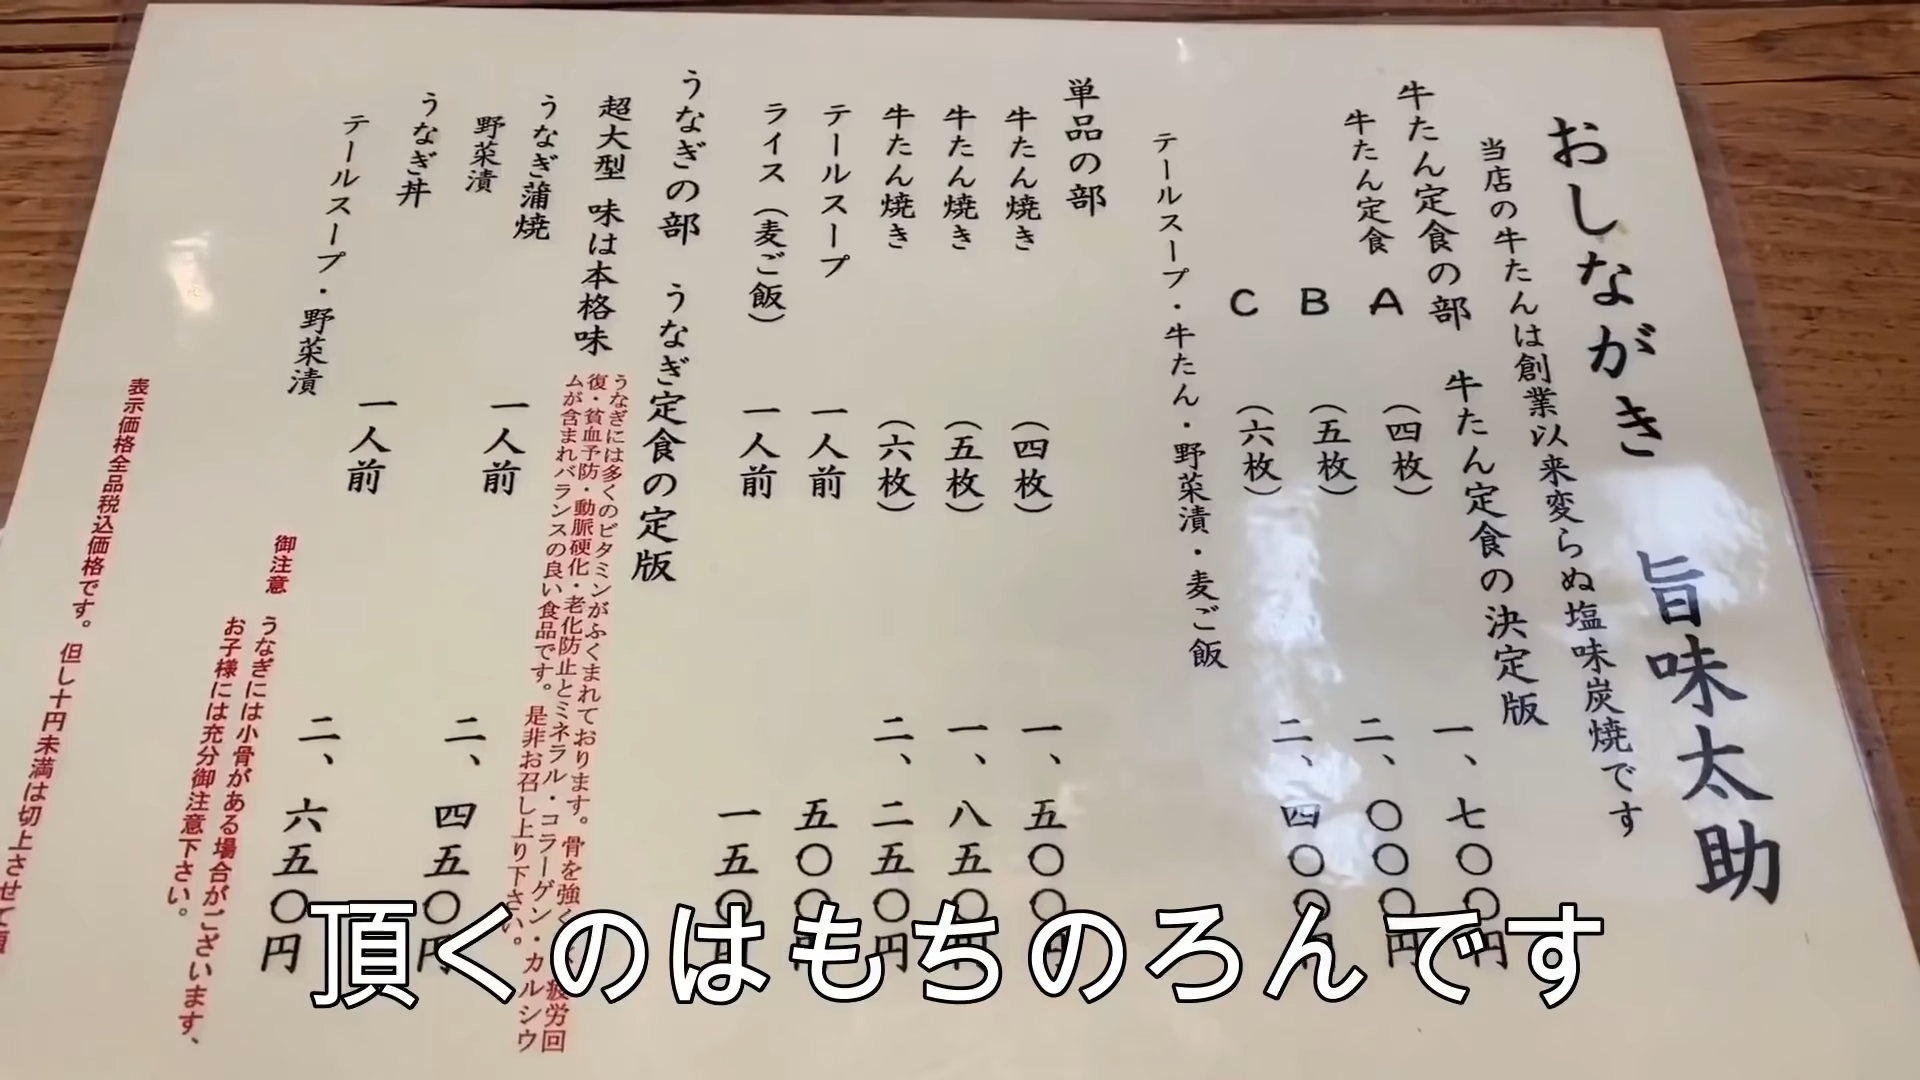 おしながき　旨味太助
当店の牛たんは創業以来変らぬ塩味炭焼です
牛たん定食の部　牛たん定食の決定版
牛たん定食　A　（四枚）　一、七〇〇円
B　（五枚）　二、〇〇〇円
C　（六枚）　二、四〇〇
テールスープ・牛たん・野菜漬・麦ご飯
単品の部
牛たん焼き　（四枚）　一、五〇〇
牛たん焼き　（五枚）　一、八五〇円
牛たん焼き　（六枚）　二、二五〇円
テールスープ　一人前　五〇〇円
ライス（麦ご飯）　一人前　一五〇円
うなぎの部　うなぎ定食の定版
超大型　味は本格味
うなぎには多くのビタミンがふくまれております。骨を強く　疲労回
復・貧血予防・動脈硬化・老化防止とミネラル・コラーゲン・カルシウ
ムが含まれバランスの良い食品です。是非お召し上り下さい。
うなぎ蒲焼
野菜漬　一人前　二、四五〇円
うなぎ丼
テールスープ・野菜漬　一人前　二、六五〇円
御注意　うなぎには小骨がある場合がございます、
お子様には充分御注意下さい。
表示価格全品税込価格です。但し十円未満は切上させて頂
頂くのはもちのろんです